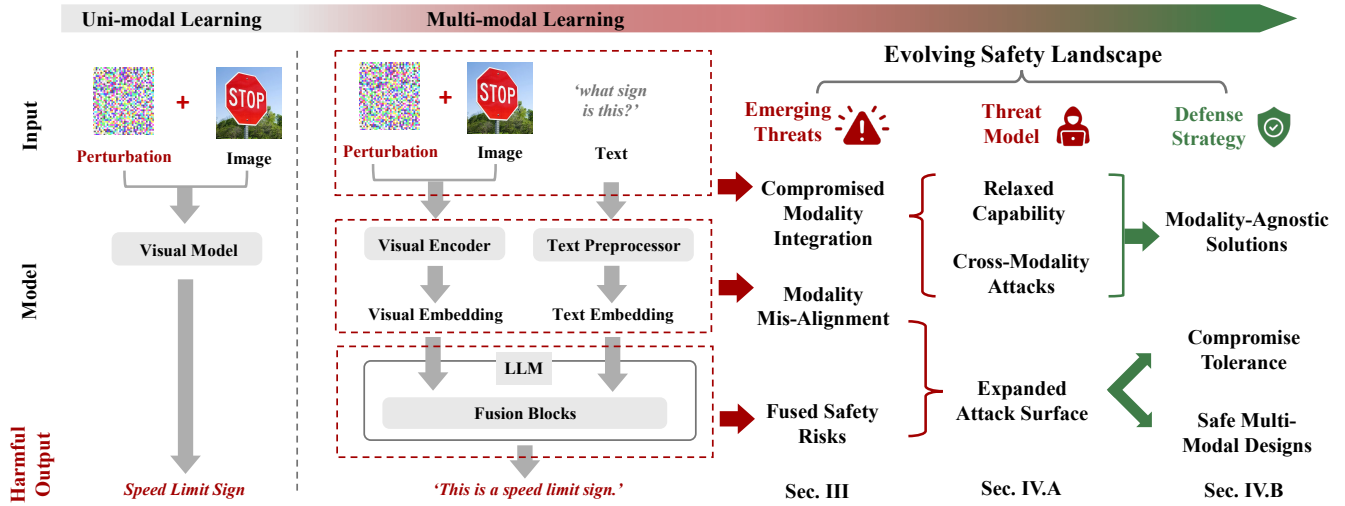 Uni-modal Learning
Multi-modal Learning
Evolving Safety Landscape
Input
Model
Harmful
Output
STOP
+
Perturbation
Image
Visual Model
Speed Limit Sign
STOP
+
‘what sign
is this?’
Perturbation
Image
Text
Visual Encoder
Text Preprocessor
Visual Embedding
Text Embedding
LLM
Fusion Blocks
‘This is a speed limit sign.’
Emerging
Threats
Compromised
Modality
Integration
Modality
Mis-Alignment
Fused Safety
Risks
Sec. III
Threat
Model
Relaxed
Capability
Cross-Modality
Attacks
Expanded
Attack Surface
Sec. IV.A
Defense
Strategy
Modality-Agnostic
Solutions
Compromise
Tolerance
Safe Multi-
Modal Designs
Sec. IV.B